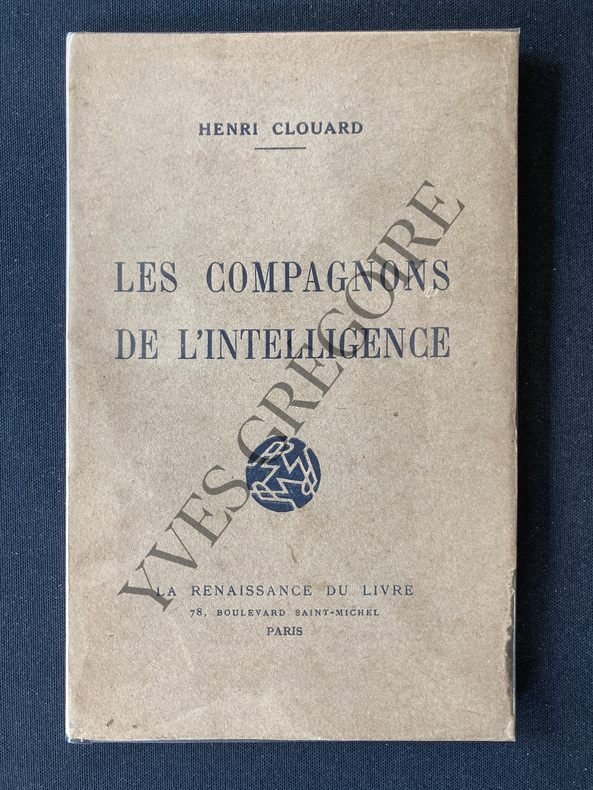 HENRI CLOUARD
LES COMPAGNONS
DE L'INTELLIGENCE
YVES GREGOIRE
LA RENAISSANCE DU LIVRE
78, BOULEVARD SAINT-MICHEL
PARIS